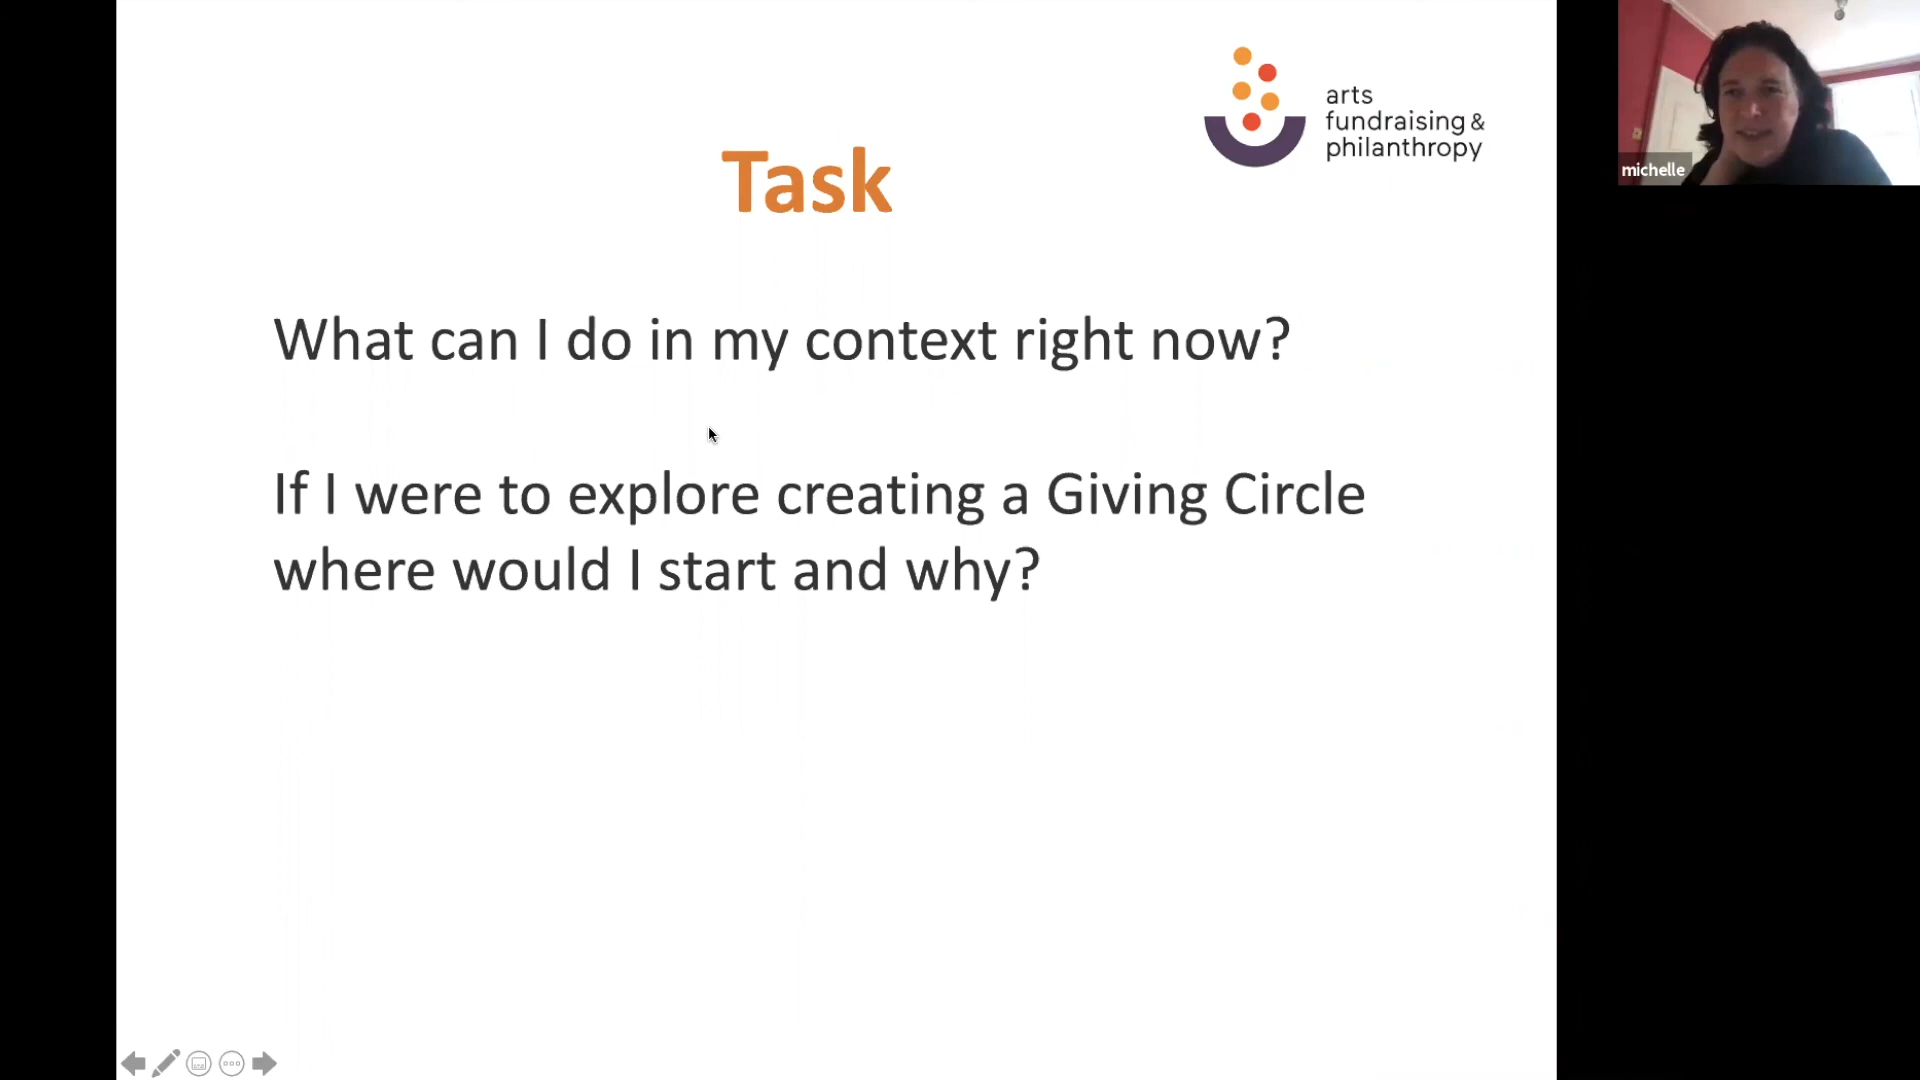 arts
fundraising &
philanthropy
michelle
Task
What can I do in my context right now?
If I were to explore creating a Giving Circle
where would I start and why?